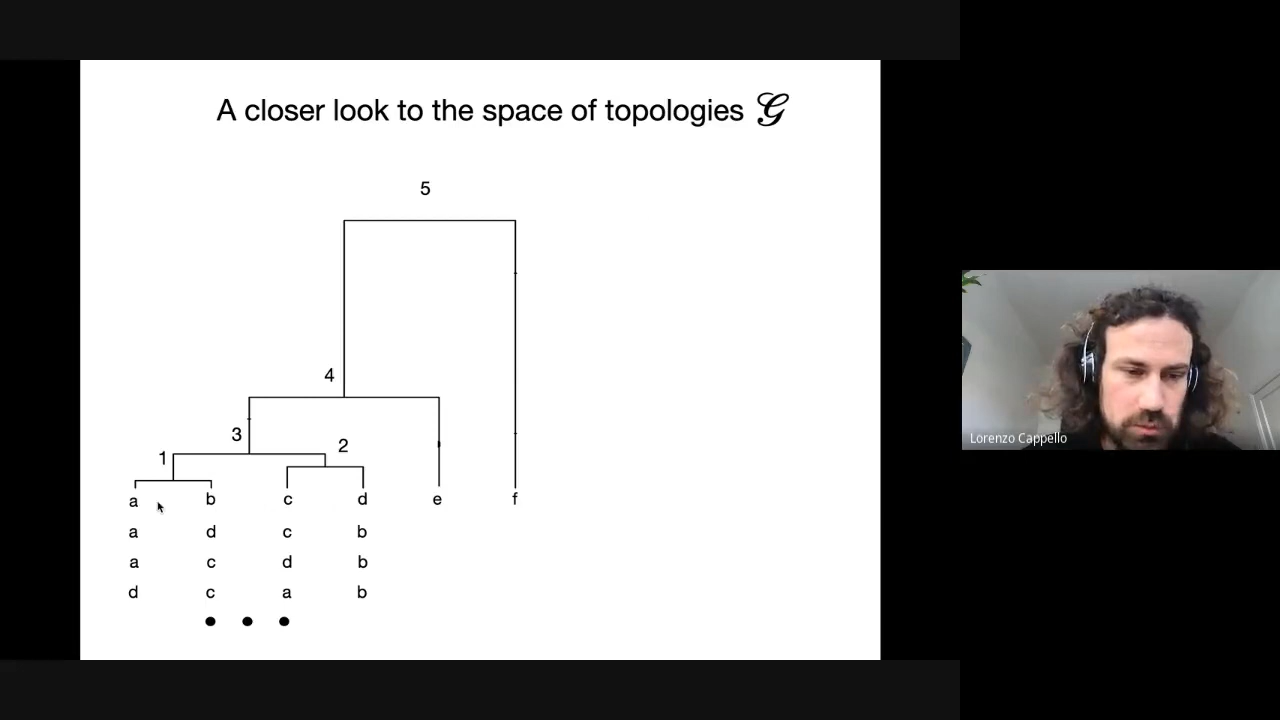 A closer look to the space of topologies 𝒢
5
4
3
2
1
a b c d e f
a d c b
a c d b
d c a b
Lorenzo Cappello